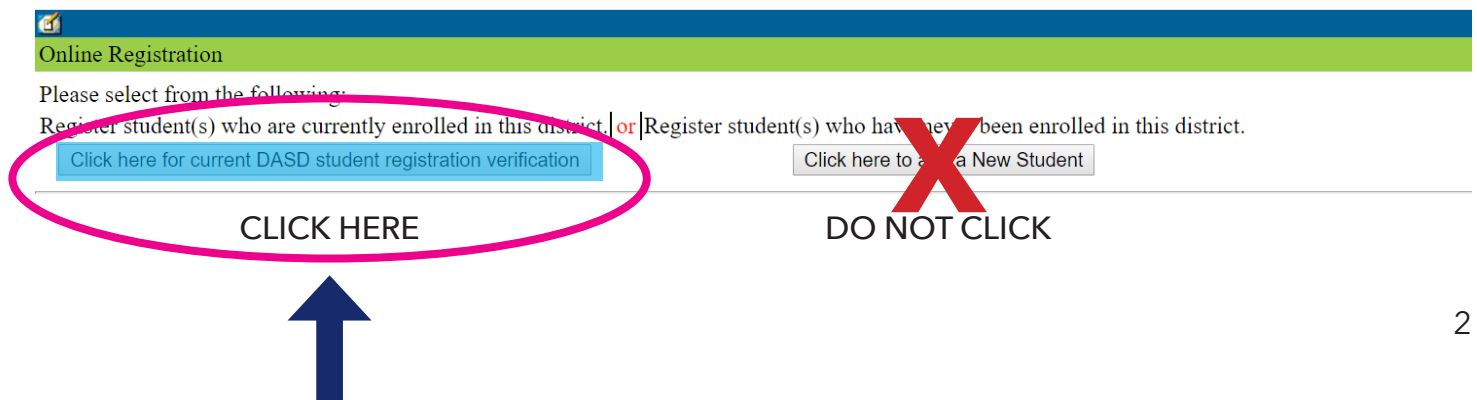 Online Registration
Please select from the following:
Register student(s) who are currently enrolled in this district. or Register student(s) who have never been enrolled in this district.
Click here for current DASD student registration verification Click here to a a New Student
X
CLICK HERE DO NOT CLICK
2